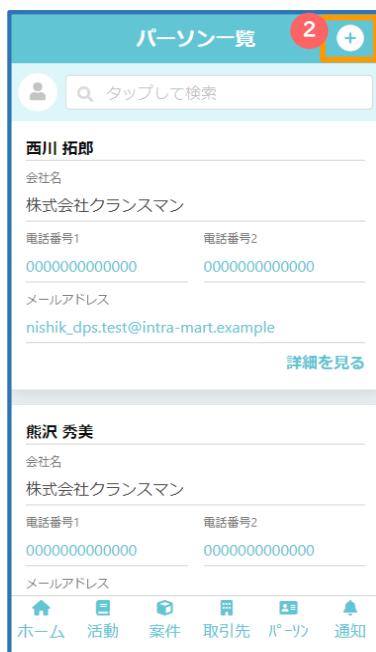 パーソン一覧 2
タップして検索
西川 拓郎
会社名
株式会社クランスマン
電話番号1 電話番号2
0000000000000 0000000000000
メールアドレス
nishik_dps.test@intra-mart.example
詳細を見る
熊沢 秀美
会社名
株式会社クランスマン
電話番号1 電話番号2
0000000000000 0000000000000
メールアドレス
ホーム 活動 案件 取引先 パーソン 通知